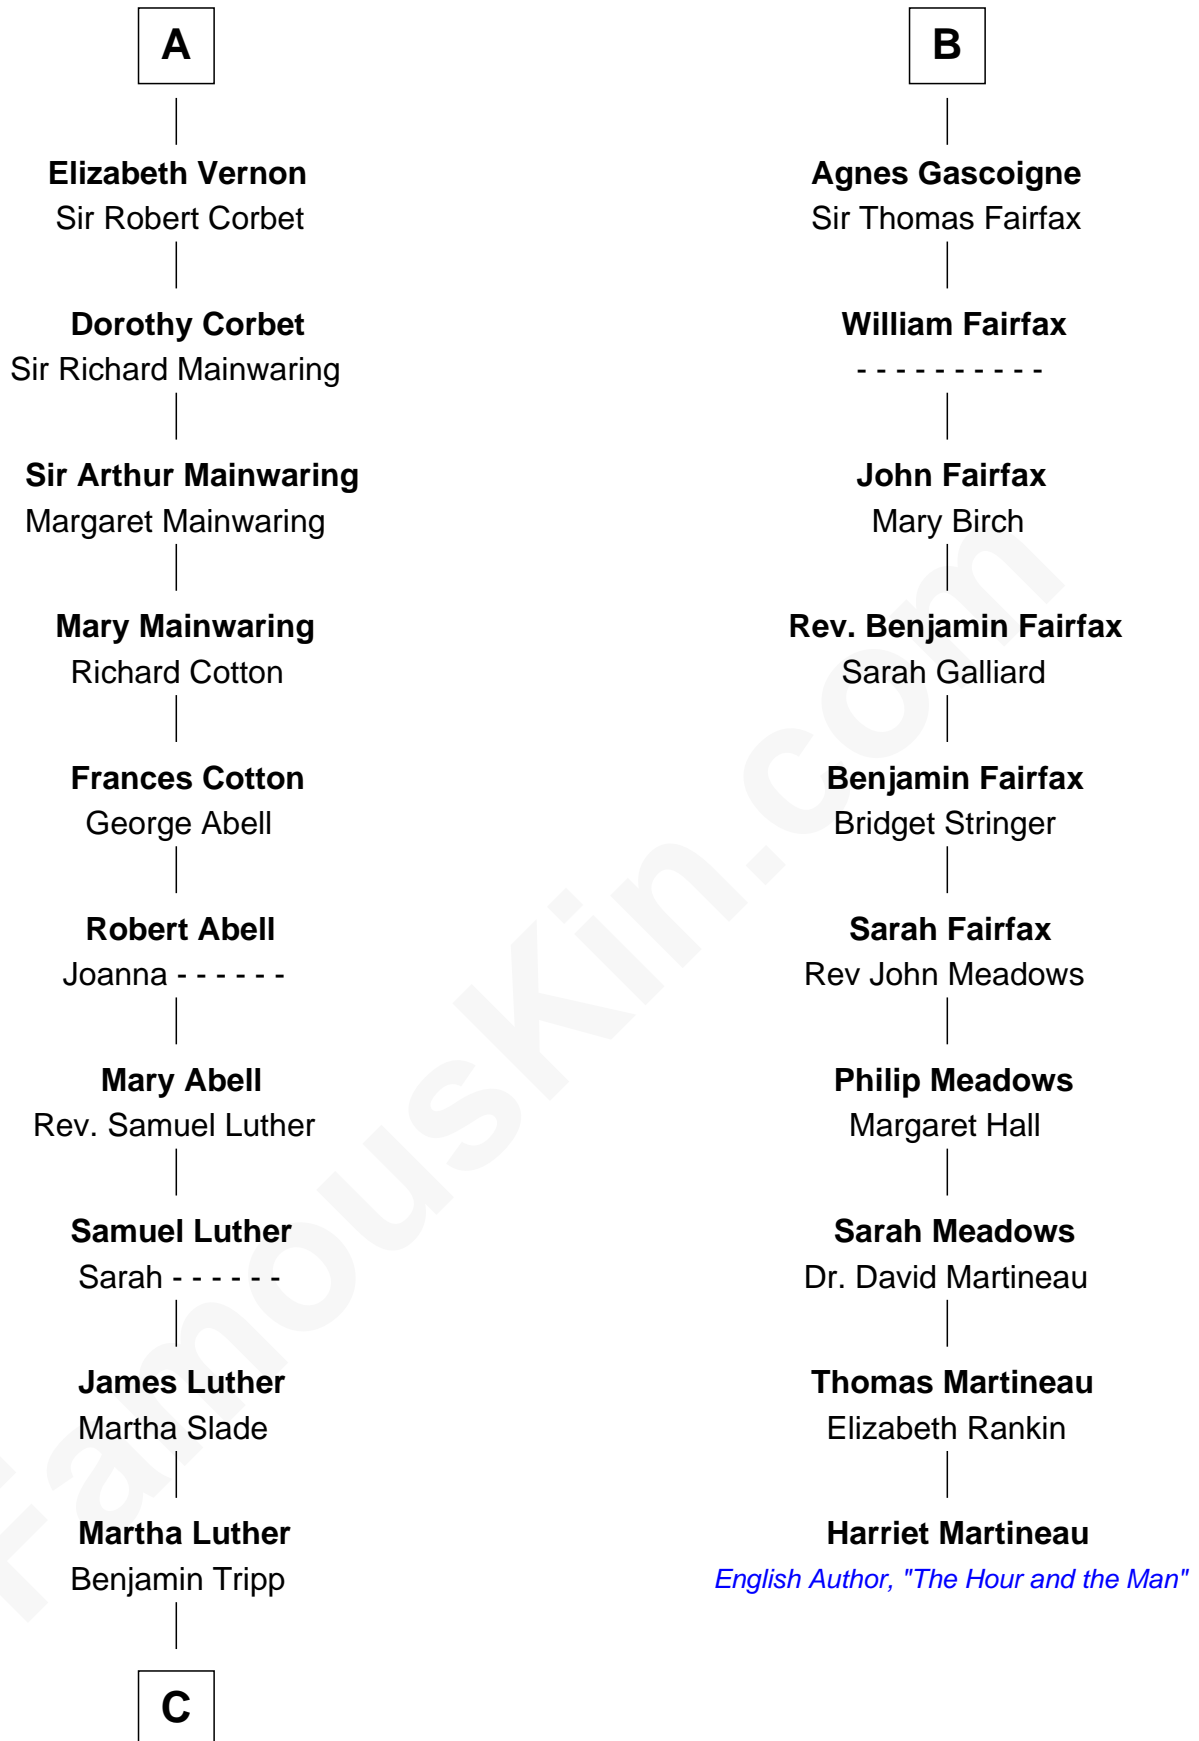 A
Elizabeth Vernon
Sir Robert Corbet
Dorothy Corbet
Sir Richard Mainwaring
Sir Arthur Mainwaring
Margaret Mainwaring
Mary Mainwaring
Richard Cotton
Frances Cotton
George Abell
Robert Abell
Joanna - - - - - -
Mary Abell
Rev. Samuel Luther
Samuel Luther
Sarah - - - - - -
James Luther
Martha Slade
Martha Luther
Benjamin Tripp
C
B
Agnes Gascoigne
Sir Thomas Fairfax
William Fairfax
- - - - - - - - - -
John Fairfax
Mary Birch
Rev. Benjamin Fairfax
Sarah Galliard
Benjamin Fairfax
Bridget Stringer
Sarah Fairfax
Rev John Meadows
Philip Meadows
Margaret Hall
Sarah Meadows
Dr. David Martineau
Thomas Martineau
Elizabeth Rankin
Harriet Martineau
English Author, "The Hour and the Man"
FamousKin.com